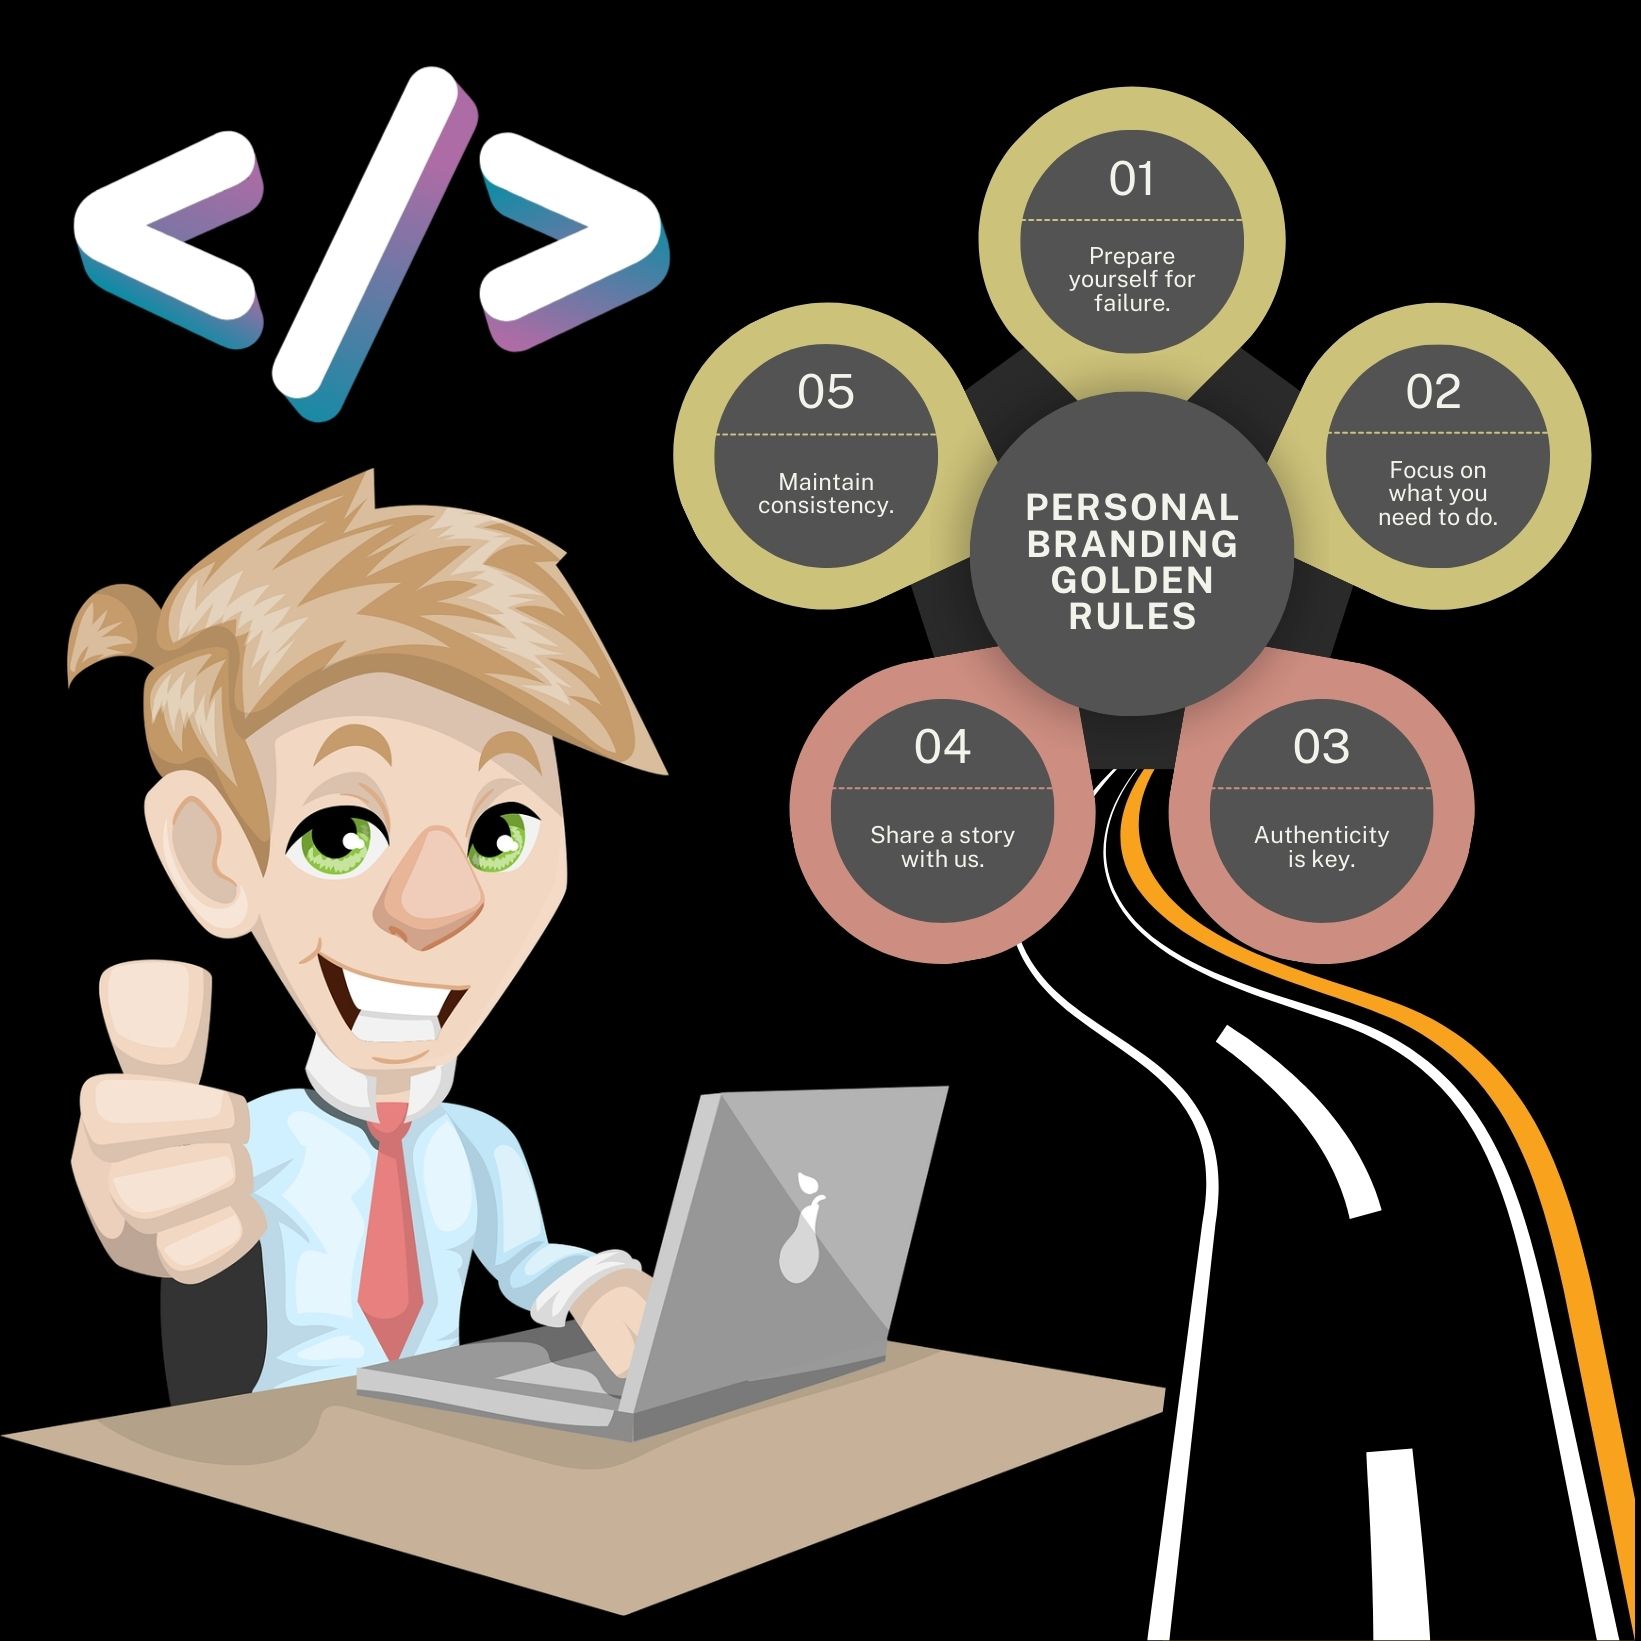 </>
01
Prepare
yourself for
failure.
05
Maintain
consistency.
02
Focus on
what you
need to do.
PERSONAL
BRANDING
GOLDEN
RULES
04
Share a story
with us.
03
Authenticity
is key.